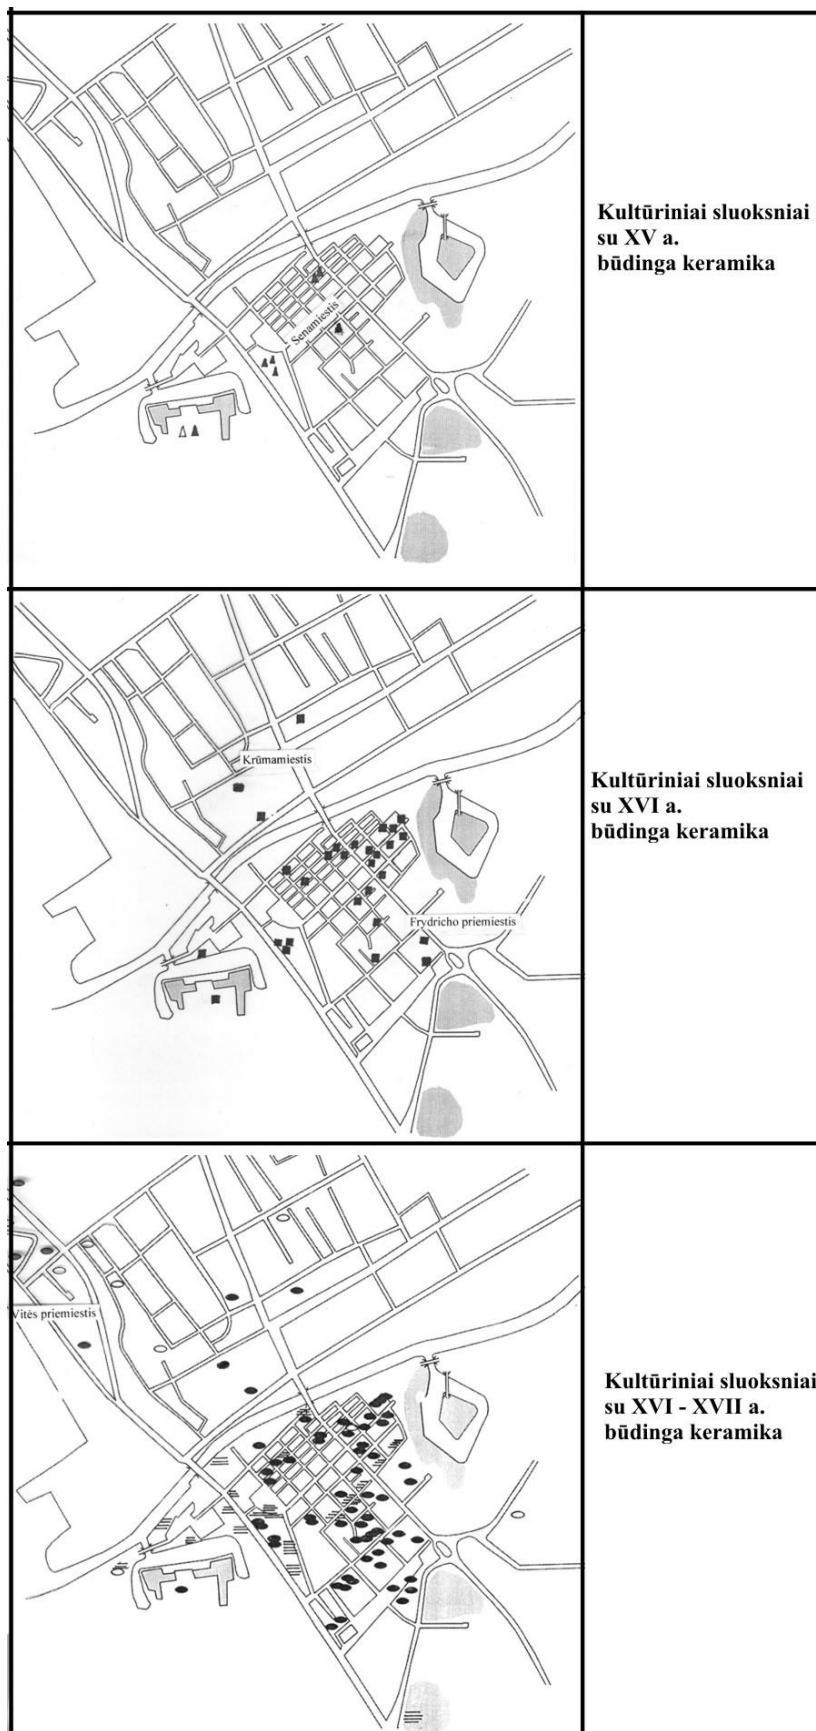 Kultūriniai sluoksniai
su XV a.
būdinga keramika
Senamiestis
Kultūriniai sluoksniai
su XVI a.
būdinga keramika
Krūmamiestis
Frydricho priemiestis
Kultūriniai sluoksniai
su XVI - XVII a.
būdinga keramika
Vitės priemiestis